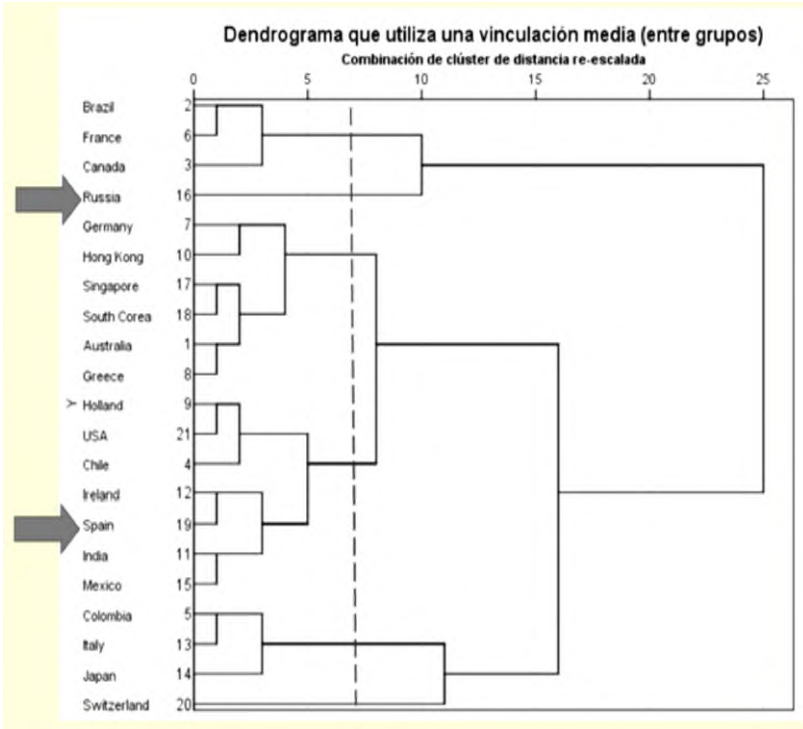 Dendrograma que utiliza una vinculación media (entre grupos)
Combinación de clúster de distancia re-escalada
0 5 10 15 20 25
Brazil 2
France 6
Canada 3
Russia 16
Germany 7
Hong Kong 10
Singapore 17
South Corea 18
Australia 1
Greece 8
Y
Holland 9
USA 21
Chile 4
Ireland 12
Spain 19
India 11
Mexico 15
Colombia 5
Italy 13
Japan 14
Switzerland 20